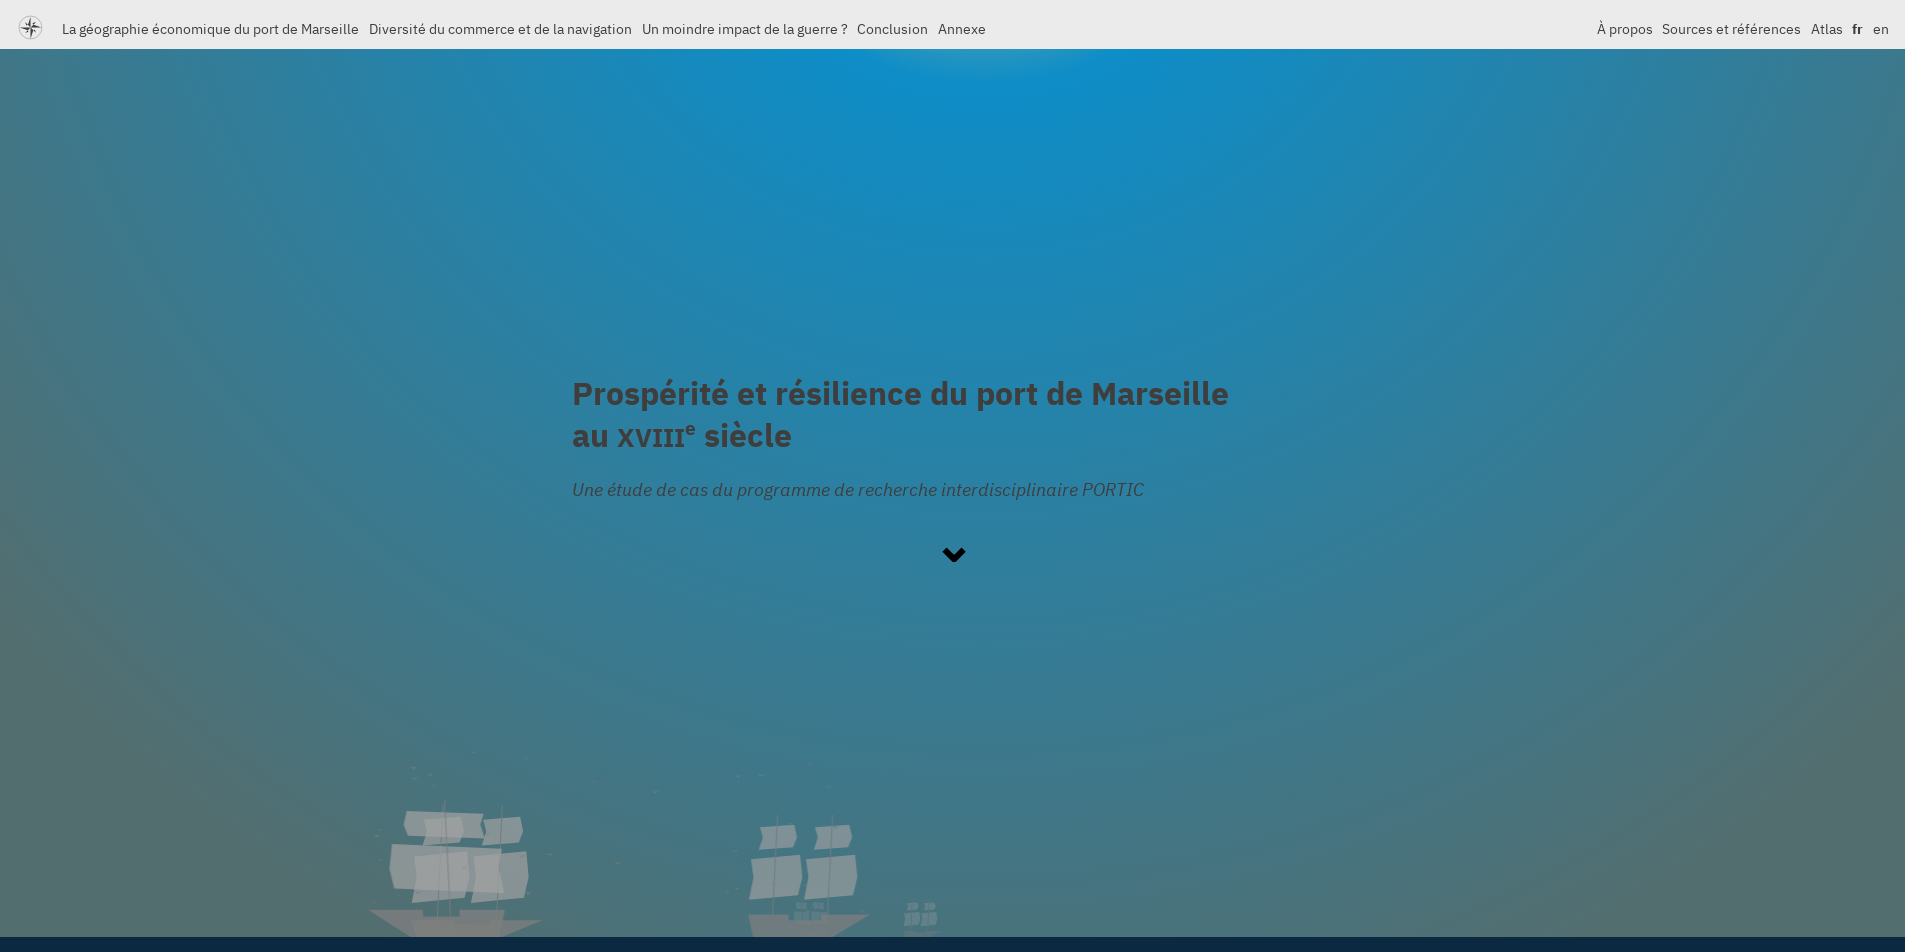 La géographie économique du port de Marseille Diversité du commerce et de la navigation Un moindre impact de la guerre ? Conclusion Annexe À propos Sources et références Atlas fr en
Prospérité et résilience du port de Marseille
au XVIIIe siècle
Une étude de cas du programme de recherche interdisciplinaire PORTIC